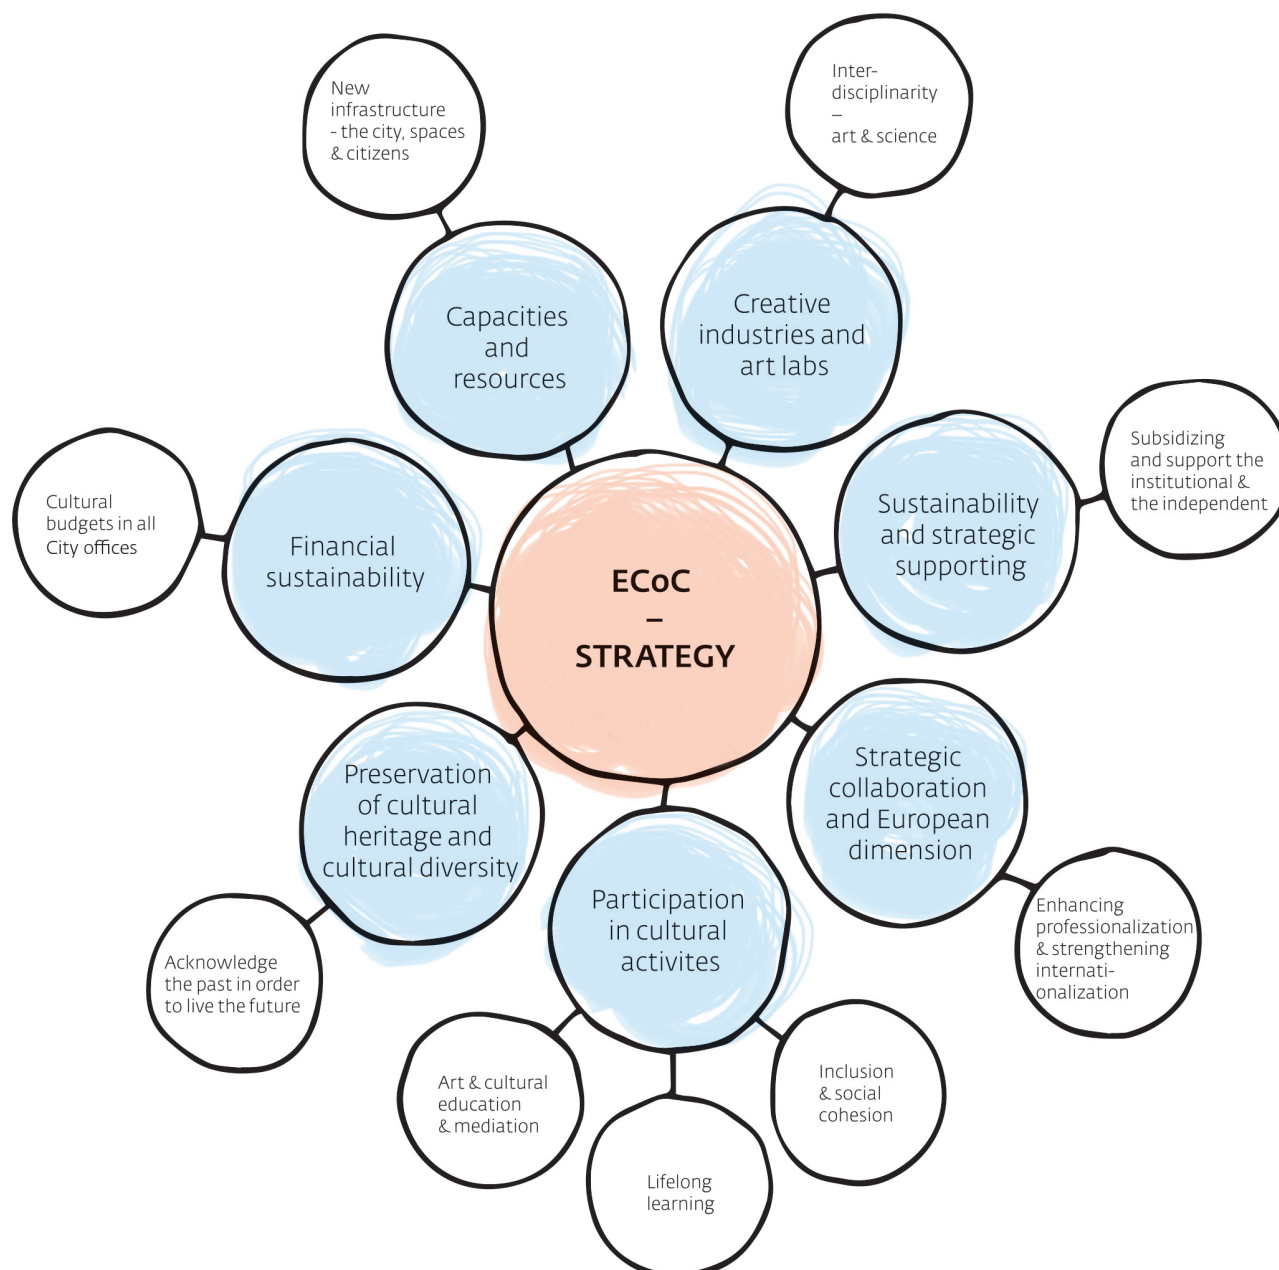 New
infrastructure
- the city, spaces
& citizens
Inter-
disciplinarity
–
art & science
Capacities
and
resources
Creative
industries and
art labs
Subsidizing
and support the
institutional &
the independent
Cultural
budgets in all
City offices
Financial
sustainability
Sustainability
and strategic
supporting
ECoC
–
STRATEGY
Preservation
of cultural
heritage and
cultural diversity
Strategic
collaboration
and European
dimension
Participation
in cultural
activites
Acknowledge
the past in order
to live the future
Enhancing
professionalization
& strengthening
internati-
onalization
Art & cultural
education
& mediation
Lifelong
learning
Inclusion
& social
cohesion